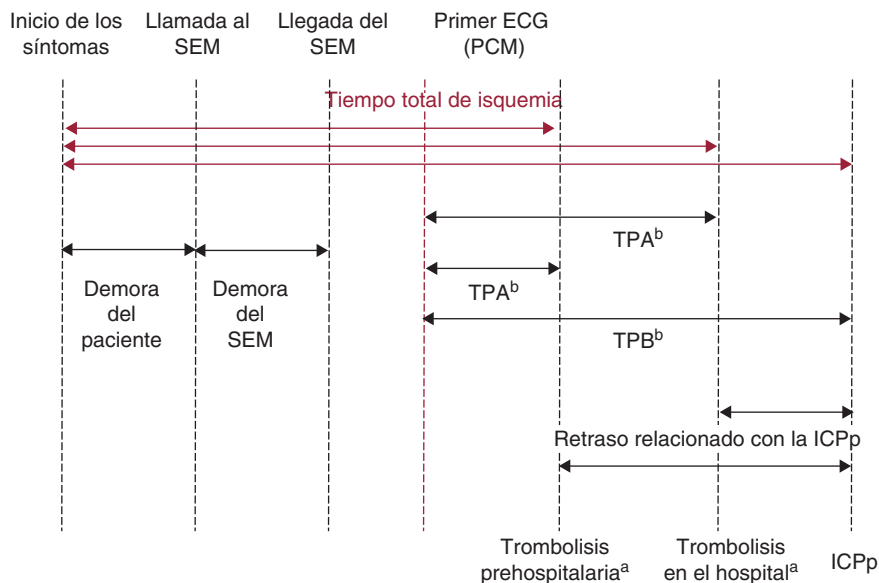 Inicio de los
síntomas
Llamada al
SEM
Llegada del
SEM
Primer ECG
(PCM)
Tiempo total de isquemia
TPAᵇ
Demora
del
paciente
Demora
del
SEM
TPAᵇ
TPBᵇ
Retraso relacionado con la ICPp
Trombolisis
prehospitalariaᵃ
Trombolisis
en el hospitalᵃ
ICPp